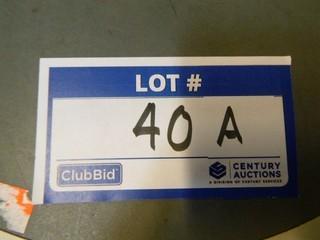 LOT #
40 A
ClubBid
CENTURY
AUCTIONS
A DIVISION OF CENTURY SERVICES